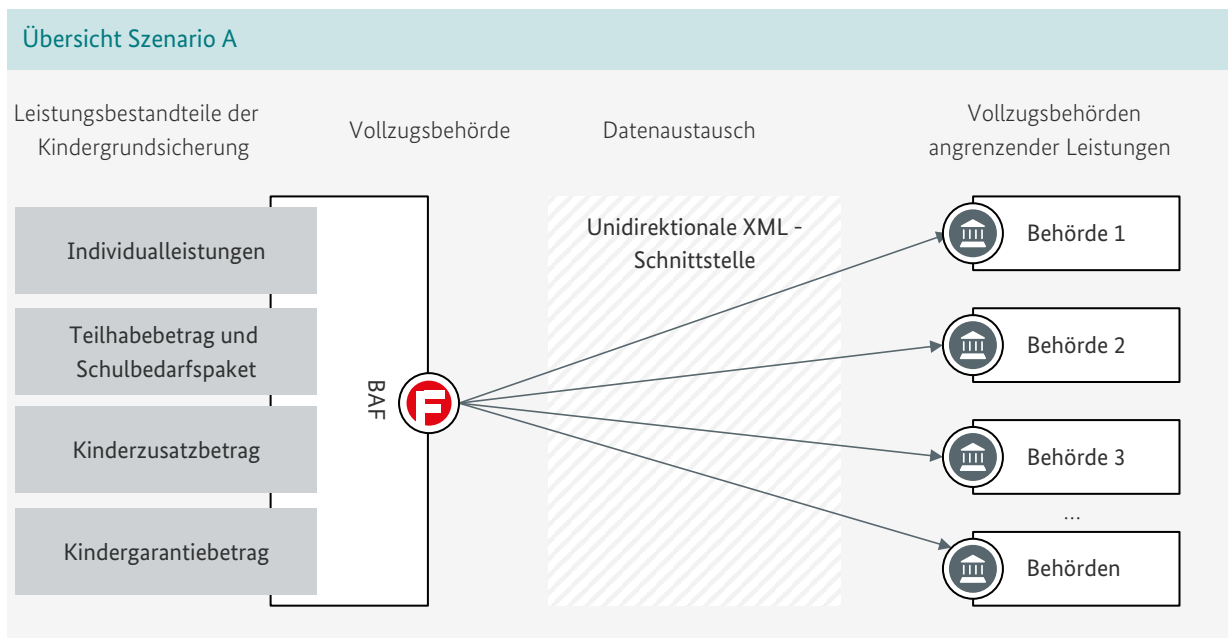 Übersicht Szenario A
Leistungsbestandteile der
Kindergrundsicherung
Vollzugsbehörde
Datenaustausch
Vollzugsbehörden
angrenzender Leistungen
Individualleistungen
Teilhabebetrag und
Schulbedarfspaket
Kinderzusatzbetrag
Kindergarantiebetrag
BAF
F
Unidirektionale XML -
Schnittstelle
Behörde 1
Behörde 2
Behörde 3
...
Behörden